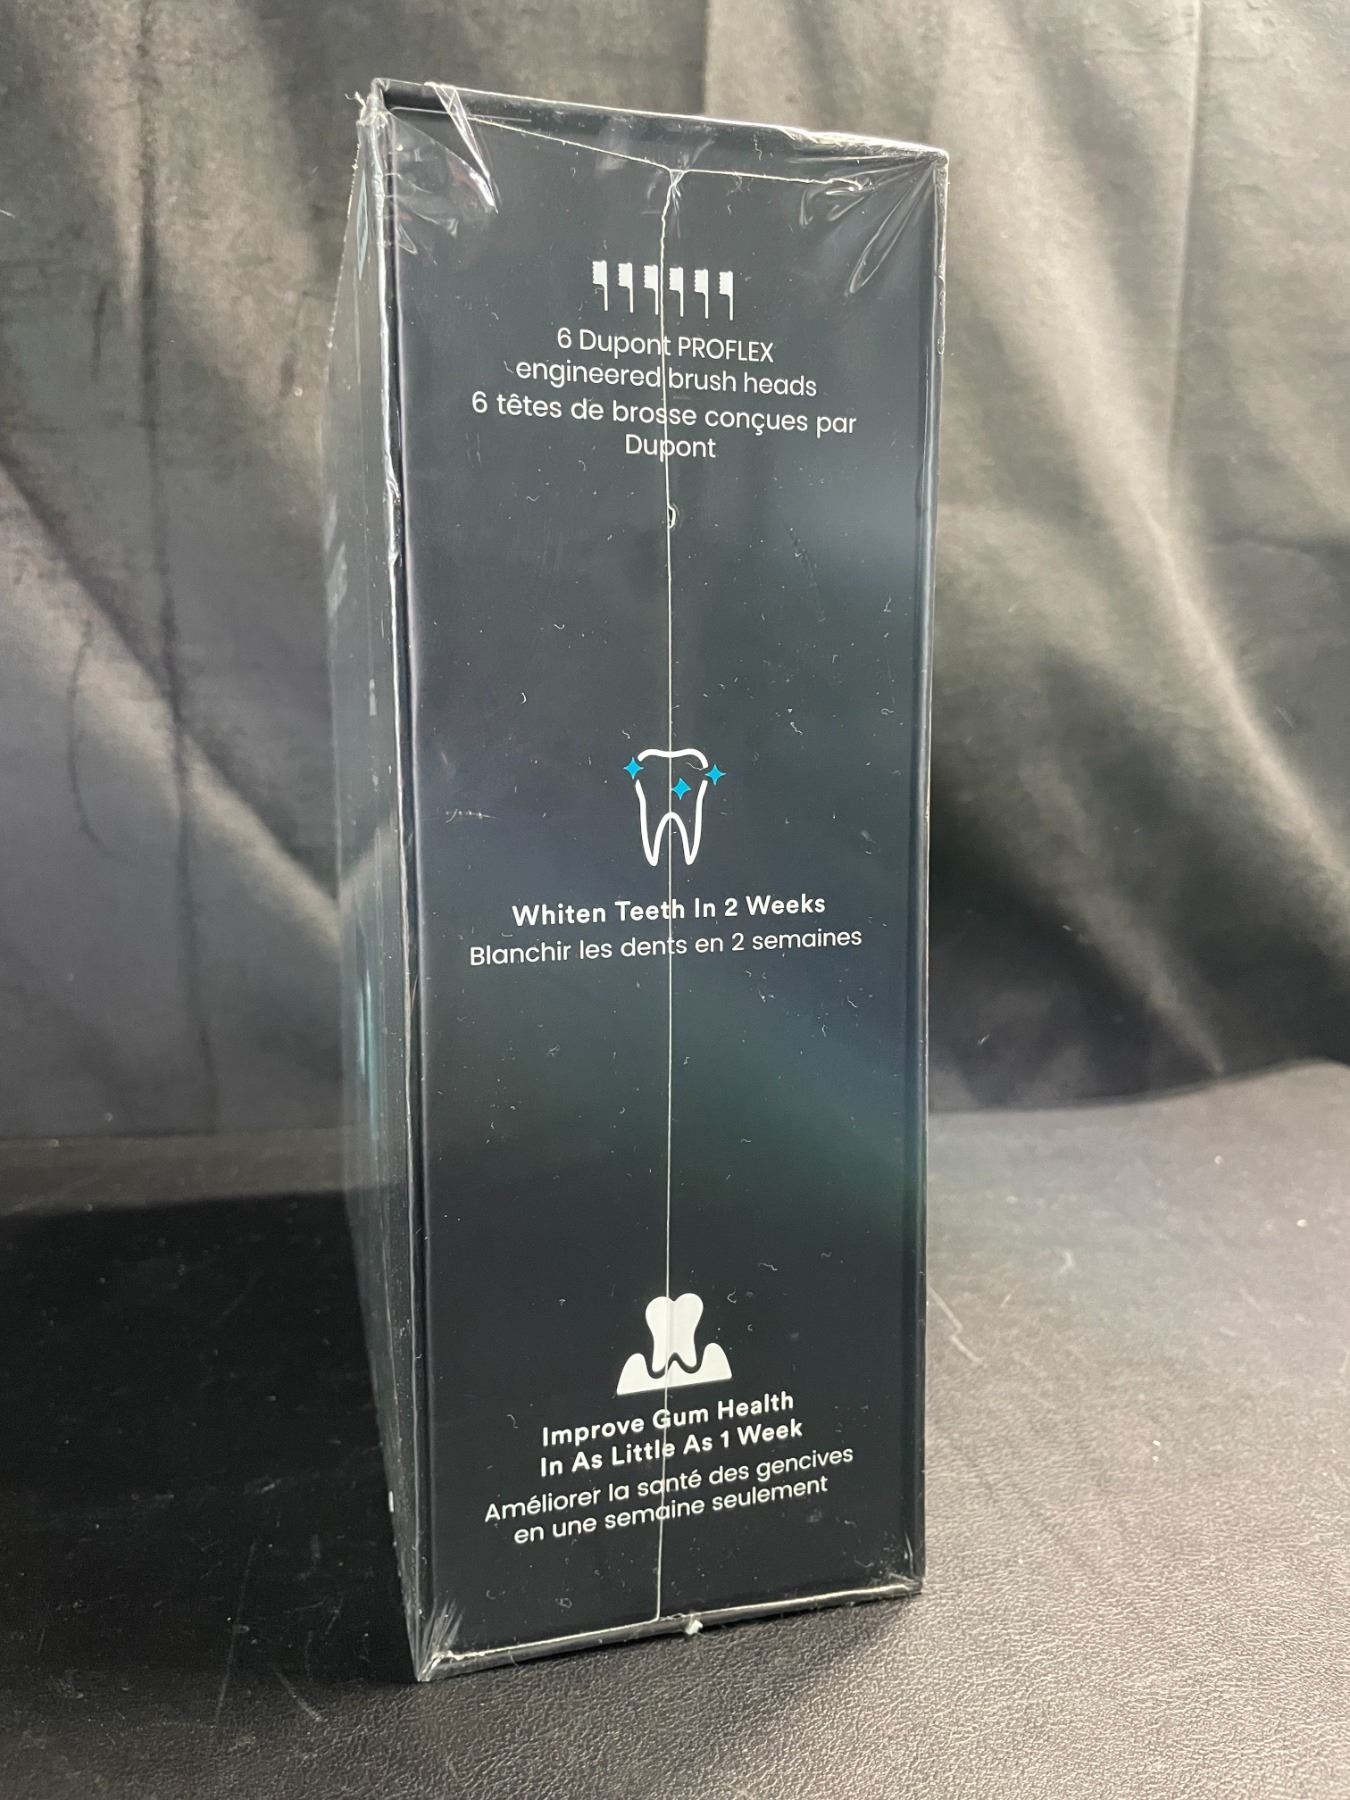 6 Dupont PROFLEX
engineered brush heads
6 têtes de brosse conçues par
Dupont
Whiten Teeth In 2 Weeks
Blanchir les dents en 2 semaines
Improve Gum Health
In As Little As 1 Week
Améliorer la santé des gencives
en une semaine seulement